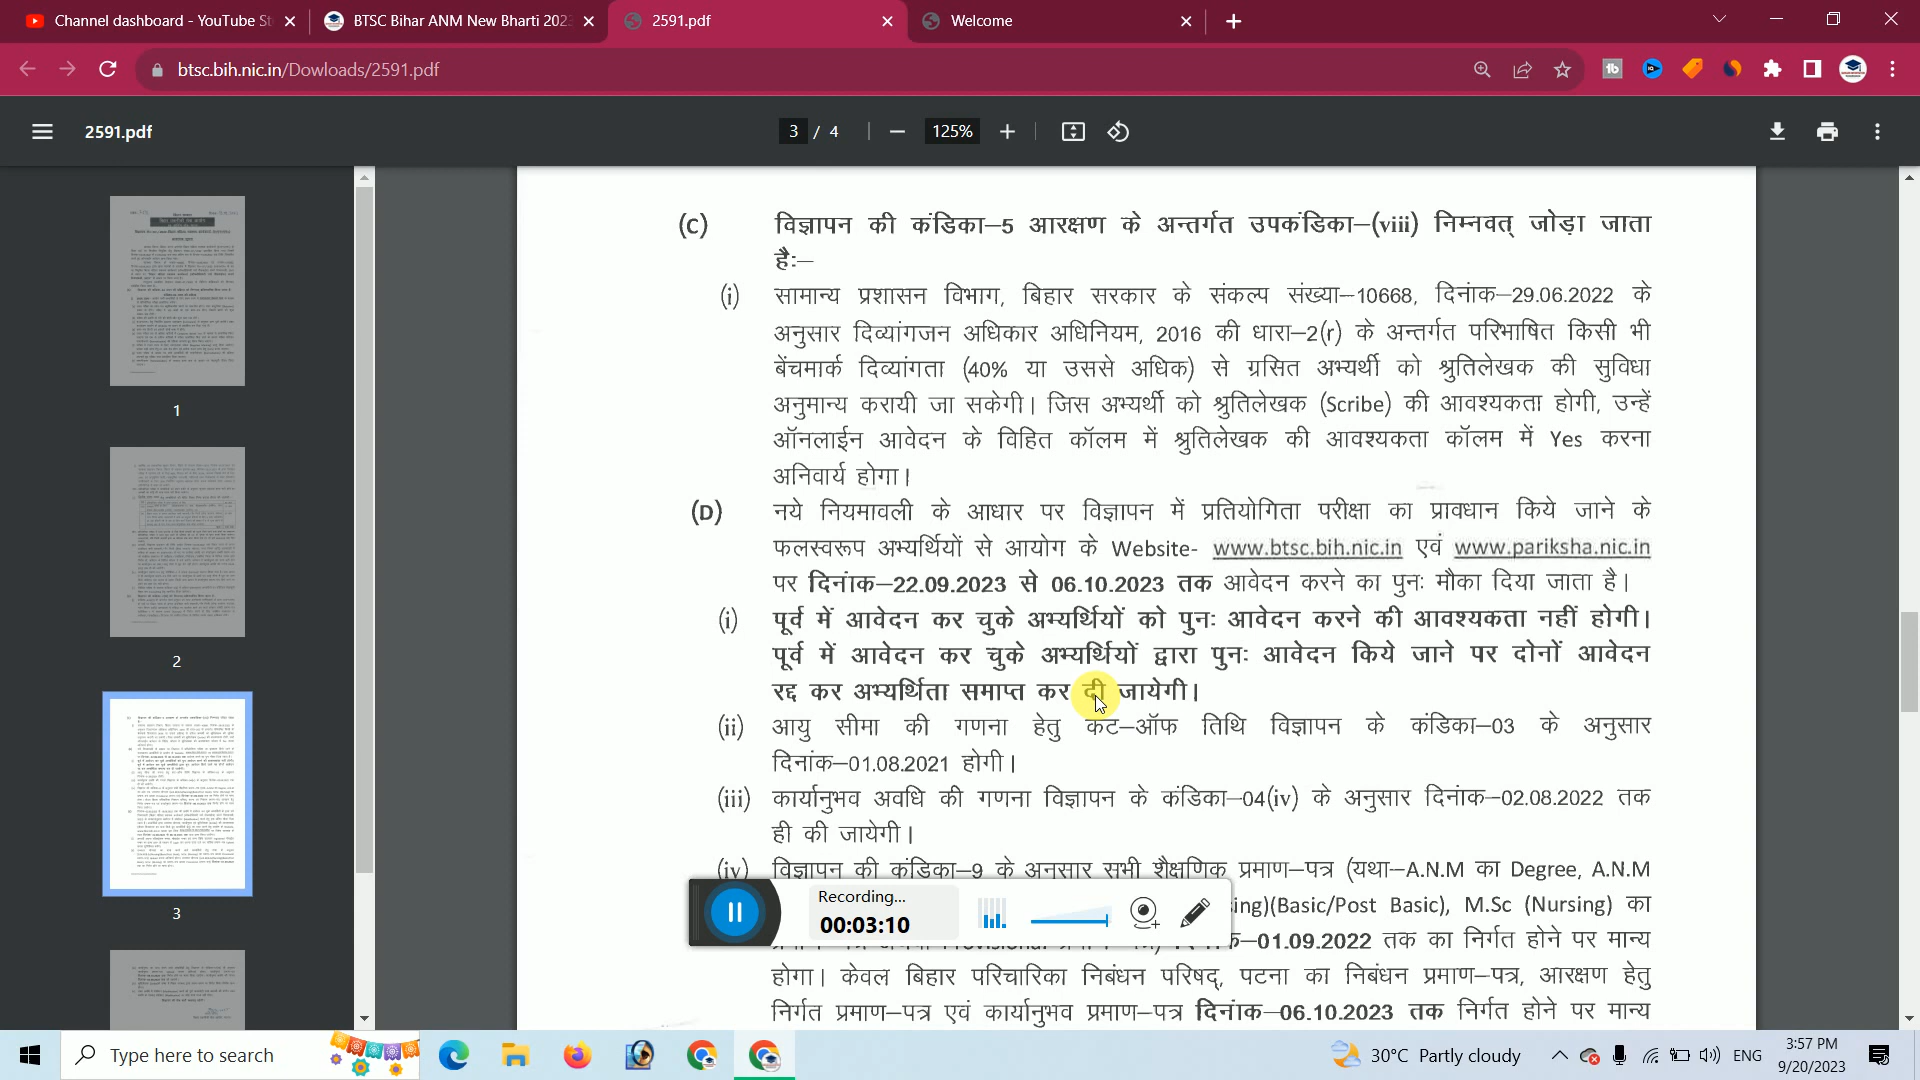 Channel dashboard - YouTube St
BTSC Bihar ANM New Bharti 202
2591.pdf
Welcome
btsc.bih.nic.in/Dowloads/2591.pdf
2591.pdf
3 / 4
125%
1
2
3
(C) विज्ञापन की कंडिका–5 आरक्षण के अन्तर्गत उपकंडिका–(viii) निम्नवत् जोड़ा जाता
है:–
(i) सामान्य प्रशासन विभाग, बिहार सरकार के संकल्प संख्या–10668, दिनांक–29.06.2022 के
अनुसार दिव्यांगजन अधिकार अधिनियम, 2016 की धारा–2(r) के अन्तर्गत परिभाषित किसी भी
बेंचमार्क दिव्यांगता (40% या उससे अधिक) से ग्रसित अभ्यर्थी को श्रुतिलेखक की सुविधा
अनुमान्य करायी जा सकेगी। जिस अभ्यर्थी को श्रुतिलेखक (Scribe) की आवश्यकता होगी, उन्हें
ऑनलाईन आवेदन के विहित कॉलम में श्रुतिलेखक की आवश्यकता कॉलम में Yes करना
अनिवार्य होगा।
(D) नये नियमावली के आधार पर विज्ञापन में प्रतियोगिता परीक्षा का प्रावधान किये जाने के
फलस्वरूप अभ्यर्थियों से आयोग के Website- www.btsc.bih.nic.in एवं www.pariksha.nic.in
पर दिनांक–22.09.2023 से 06.10.2023 तक आवेदन करने का पुनः मौका दिया जाता है।
(i) पूर्व में आवेदन कर चुके अभ्यर्थियों को पुनः आवेदन करने की आवश्यकता नहीं होगी।
पूर्व में आवेदन कर चुके अभ्यर्थियों द्वारा पुनः आवेदन किये जाने पर दोनों आवेदन
रद्द कर अभ्यर्थिता समाप्त कर दी जायेगी।
(ii) आयु सीमा की गणना हेतु कट–ऑफ तिथि विज्ञापन के कंडिका–03 के अनुसार
दिनांक–01.08.2021 होगी।
(iii) कार्यानुभव अवधि की गणना विज्ञापन के कंडिका–04(iv) के अनुसार दिनांक–02.08.2022 तक
ही की जायेगी।
(iv) विज्ञापन की कंडिका–9 के अनुसार सभी शैक्षणिक प्रमाण–पत्र (यथा–A.N.M का Degree, A.N.M
ing)(Basic/Post Basic), M.Sc (Nursing) का
–01.09.2022 तक का निर्गत होने पर मान्य
होगा। केवल बिहार परिचारिका निबंधन परिषद्, पटना का निबंधन प्रमाण–पत्र, आरक्षण हेतु
निर्गत प्रमाण–पत्र एवं कार्यानुभव प्रमाण–पत्र दिनांक–06.10.2023 तक निर्गत होने पर मान्य
Recording...
00:03:10
Type here to search
30°C Partly cloudy
ENG
3:57 PM
9/20/2023